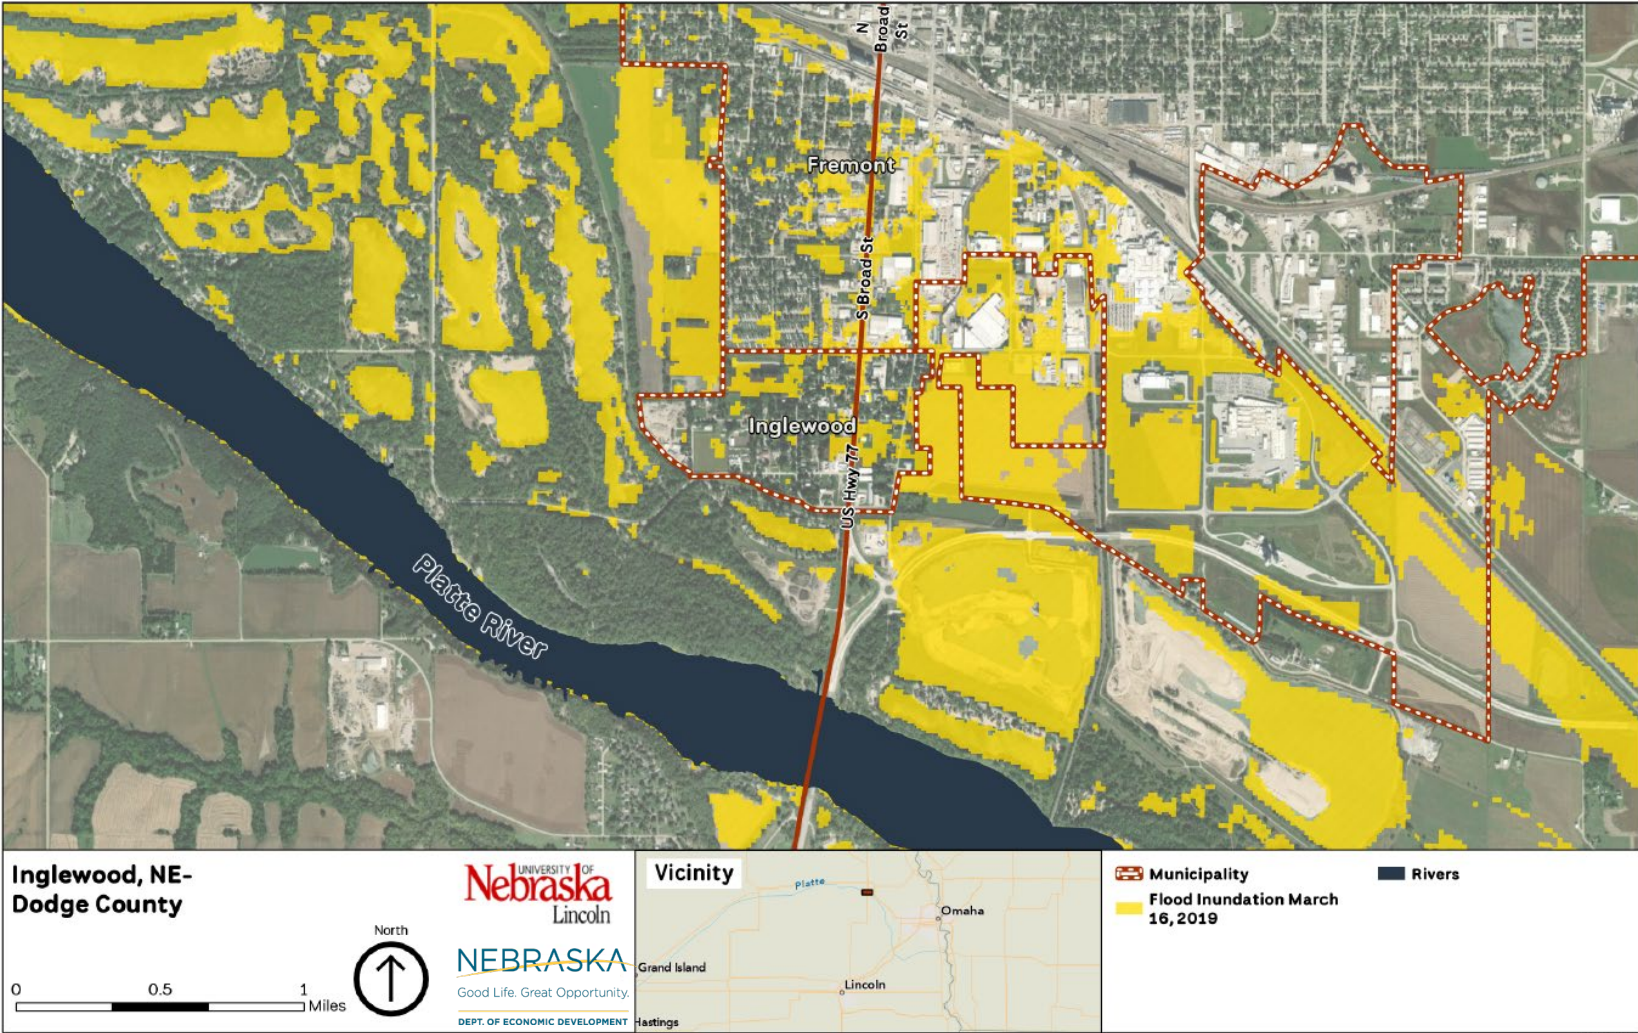 N
Broad
St
Fremont
S Broad St
Inglewood
US Hwy 77
Platte River
Inglewood, NE-
Dodge County
UNIVERSITY OF
Nebraska
Lincoln
North
NEBRASKA
Good Life. Great Opportunity.
DEPT. OF ECONOMIC DEVELOPMENT
0 0.5 1
Miles
Vicinity
Platte
Omaha
Grand Island
Lincoln
Hastings
Municipality
Flood Inundation March
16, 2019
Rivers